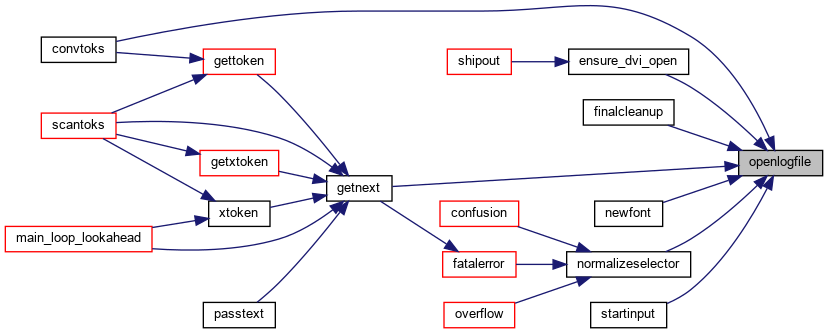 convtoks
gettoken
shipout
ensure_dvi_open
finalcleanup
scantoks
getxtoken
openlogfile
getnext
xtoken
confusion
newfont
main_loop_lookahead
fatalerror
normalizeselector
passtext
overflow
startinput